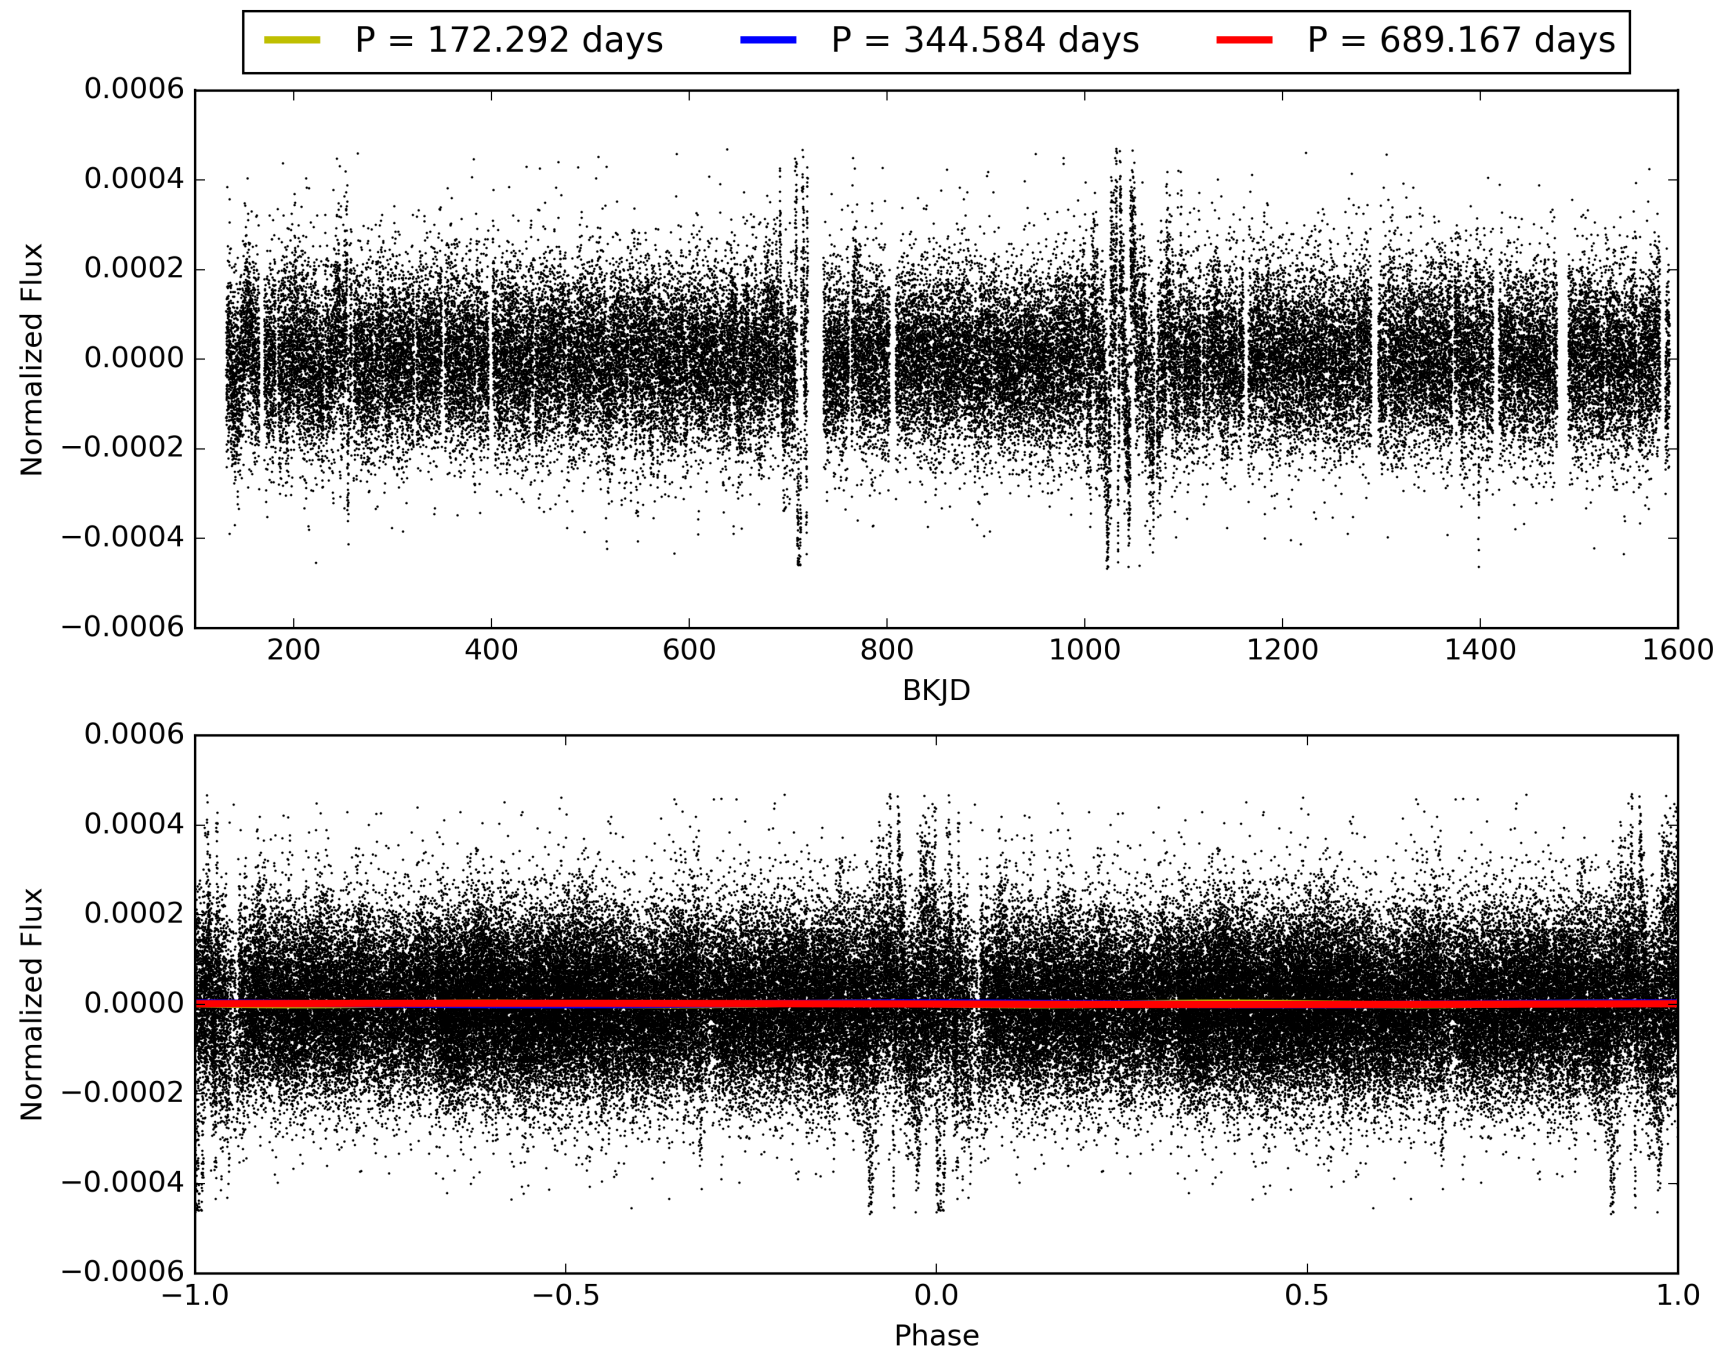 P = 172.292 days P = 344.584 days P = 689.167 days
0.0006
0.0004
0.0002
0.0000
−0.0002
−0.0004
−0.0006
Normalized Flux
200 400 600 800 1000 1200 1400 1600
BKJD
0.0006
0.0004
0.0002
0.0000
−0.0002
−0.0004
−0.0006
Normalized Flux
−1.0 −0.5 0.0 0.5 1.0
Phase